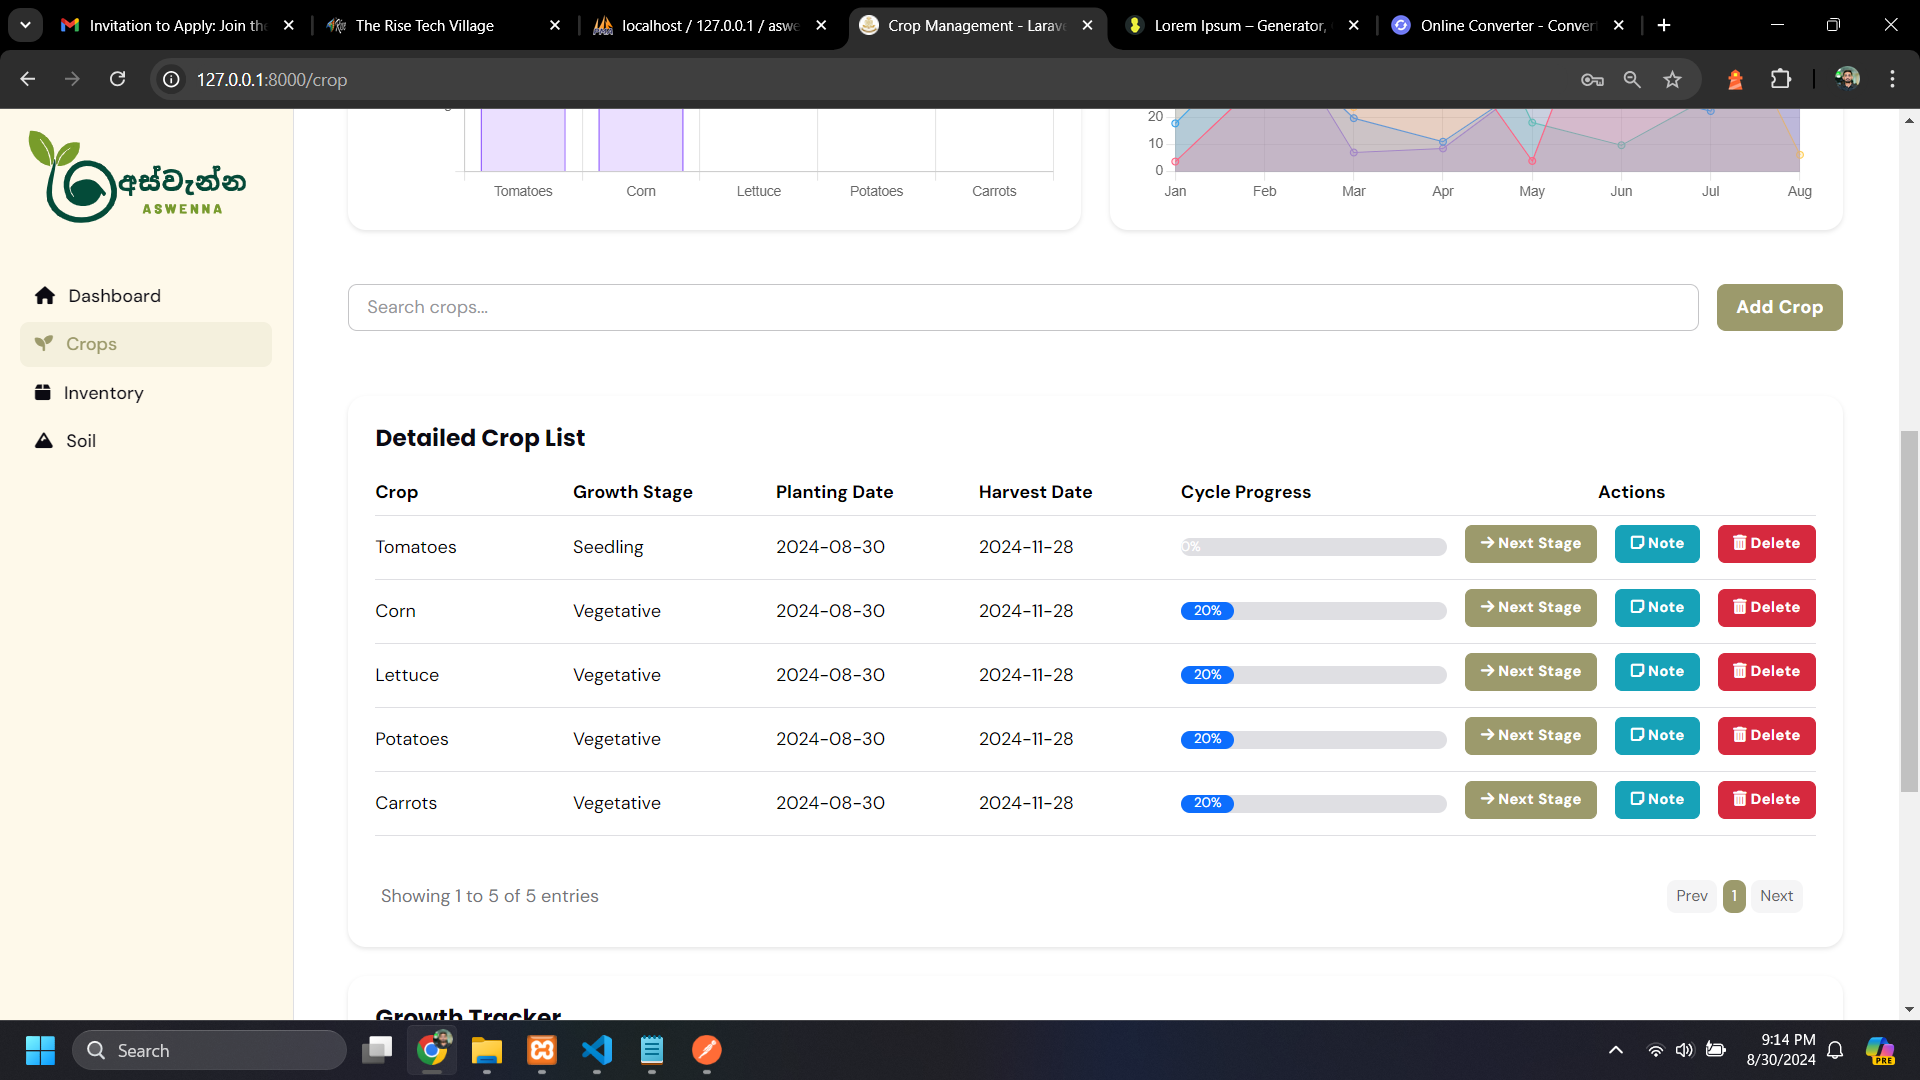 Invitation to Apply: Join the
The Rise Tech Village
localhost / 127.0.0.1 / aswe
Crop Management - Larave
Lorem Ipsum – Generator,
Online Converter - Conver
127.0.0.1:8000/crop
අස්වැන්න
ASWENNA
Dashboard
Crops
Inventory
Soil
Tomatoes Corn Lettuce Potatoes Carrots
20
10
0
Jan Feb Mar Apr May Jun Jul Aug
Search crops...
Add Crop
Detailed Crop List
Crop Growth Stage Planting Date Harvest Date Cycle Progress Actions
Tomatoes Seedling 2024-08-30 2024-11-28 0% Next Stage Note Delete
Corn Vegetative 2024-08-30 2024-11-28 20% Next Stage Note Delete
Lettuce Vegetative 2024-08-30 2024-11-28 20% Next Stage Note Delete
Potatoes Vegetative 2024-08-30 2024-11-28 20% Next Stage Note Delete
Carrots Vegetative 2024-08-30 2024-11-28 20% Next Stage Note Delete
Showing 1 to 5 of 5 entries
Prev 1 Next
Growth Tracker
Search
9:14 PM
8/30/2024
PRE